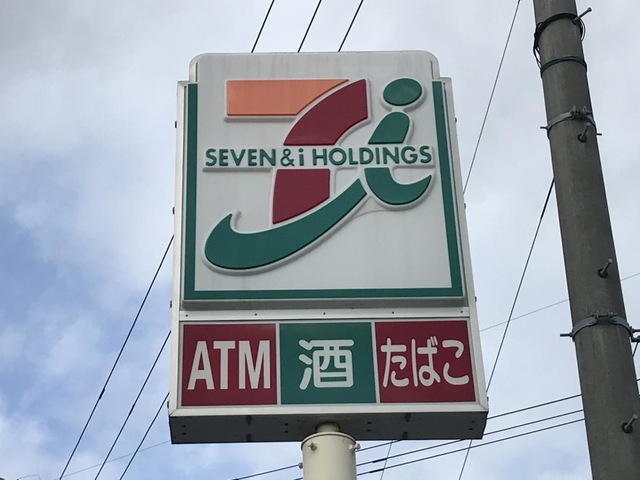 SEVEN & i HOLDINGS
ATM 酒 たばこ